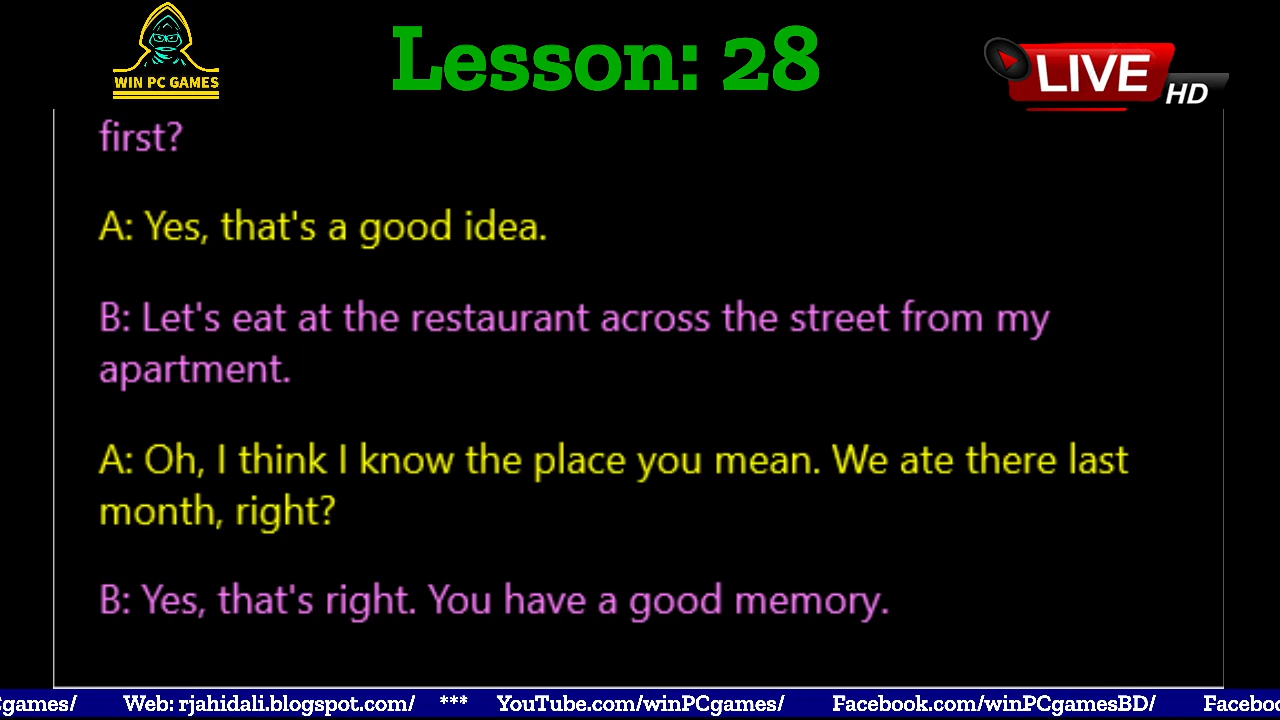 WIN PC GAMES
Lesson: 28
LIVE
HD
first?
A: Yes, that's a good idea.
B: Let's eat at the restaurant across the street from my
apartment.
A: Oh, I think I know the place you mean. We ate there last
month, right?
B: Yes, that's right. You have a good memory.
Cgames/ Web: rjahidali.blogspot.com/ *** YouTube.com/winPCgames/ Facebook.com/winPCgamesBD/ Facebo